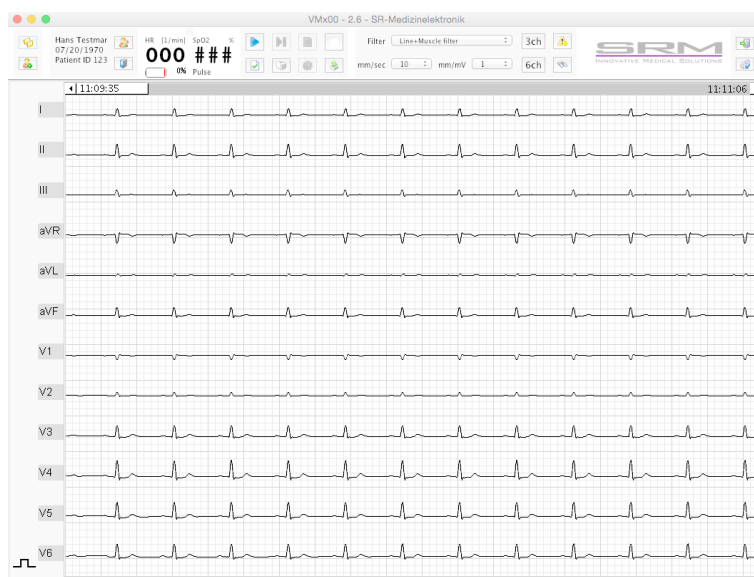 VMx00 - 2.6 - SR-Medizinelektronik
Hans Testmar
07/20/1970
Patient ID 123
HR [1/min] SpO2 %
000 ###
0% Pulse
Filter Line+Muscle filter 3ch
mm/sec 10 mm/mV 1 6ch
SRM
INNOVATIVE MEDICAL SOLUTIONS
11:09:35 11:11:06
I
II
III
aVR
aVL
aVF
V1
V2
V3
V4
V5
V6